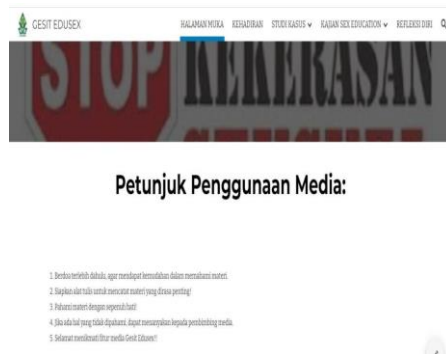 GESIT EDUSEX
HALAMAN MUKA KEHADIRAN STUDI KASUS KAJIAN SEX EDUCATION REFLEKSI DIRI
STOP KEKERASAN
SEKSUAL
Petunjuk Penggunaan Media:
1. Berdoa terlebih dahulu, agar mendapat kemudahan dalam memahami materi.
2. Siapkan alat tulis untuk mencatat materi yang dirasa penting!
3. Pahami materi dengan sepenuh hati!
4. Jika ada hal yang tidak dipahami, dapat menanyakan kepada pembimbing media.
5. Selamat menikmati fitur media Gesit Edusex!!